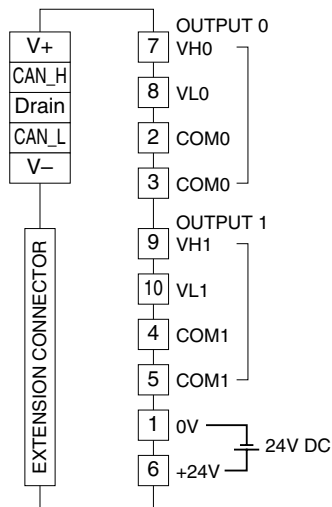 V+
CAN_H
Drain
CAN_L
V–
EXTENSION CONNECTOR
OUTPUT 0
7 VH0
8 VL0
2 COM0
3 COM0
OUTPUT 1
9 VH1
10 VL1
4 COM1
5 COM1
1 0V
24V DC
6 +24V